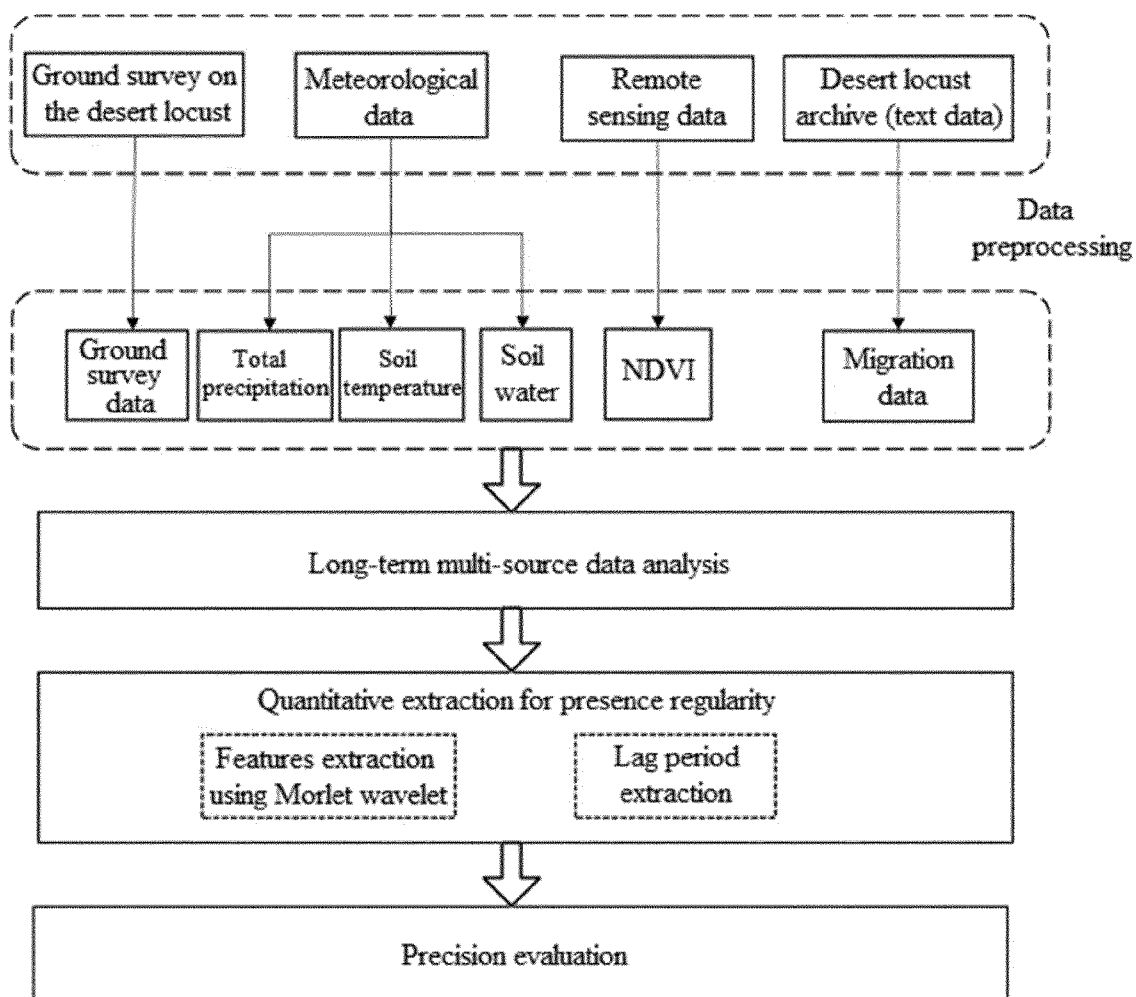 Ground survey on
the desert locust
Meteorological
data
Remote
sensing data
Desert locust
archive (text data)
Data
preprocessing
Ground
survey
data
Total
precipitation
Soil
temperature
Soil
water
NDVI
Migration
data
Long-term multi-source data analysis
Quantitative extraction for presence regularity
Features extraction
using Morlet wavelet
Lag period
extraction
Precision evaluation